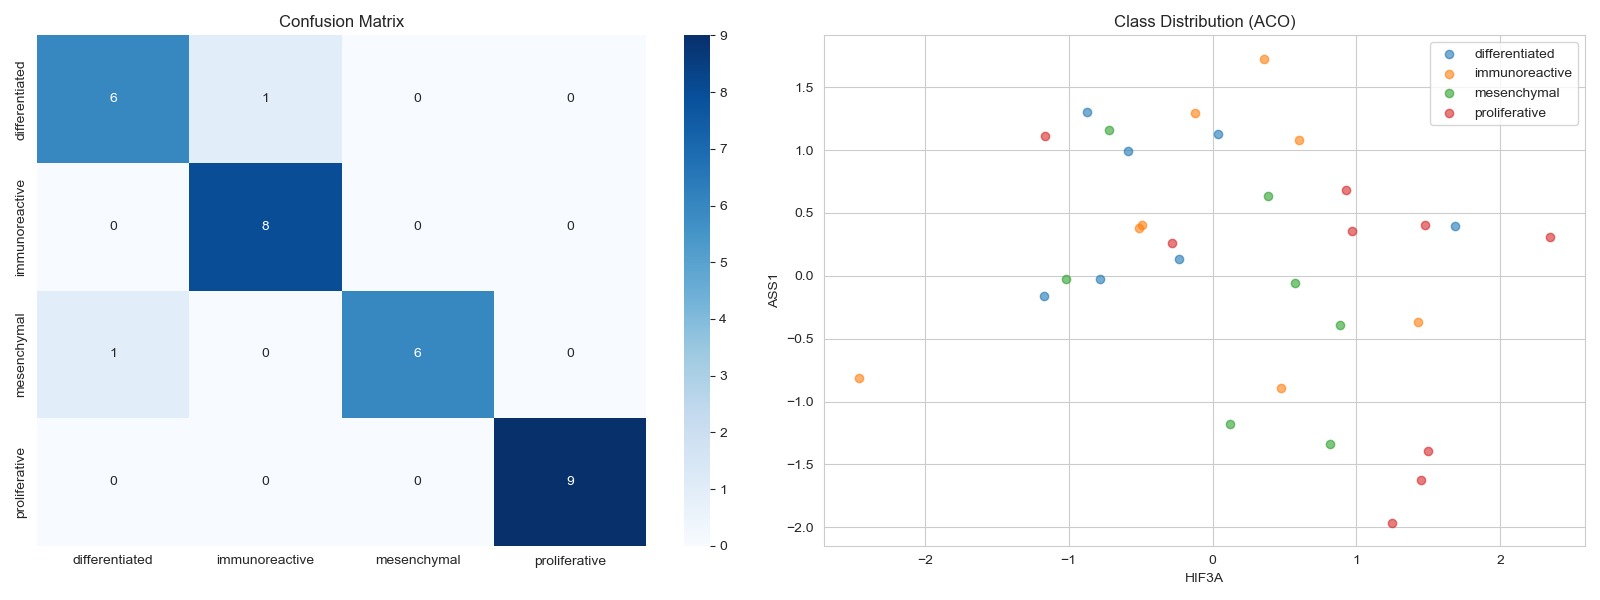 Confusion Matrix
differentiated
immunoreactive
mesenchymal
proliferative
6 1 0 0
0 8 0 0
1 0 6 0
0 0 0 9
differentiated immunoreactive mesenchymal proliferative
9
8
7
6
5
4
3
2
1
0
Class Distribution (ACO)
differentiated
immunoreactive
mesenchymal
proliferative
ASS1
1.5
1.0
0.5
0.0
−0.5
−1.0
−1.5
−2.0
−2 −1 0 1 2
HIF3A